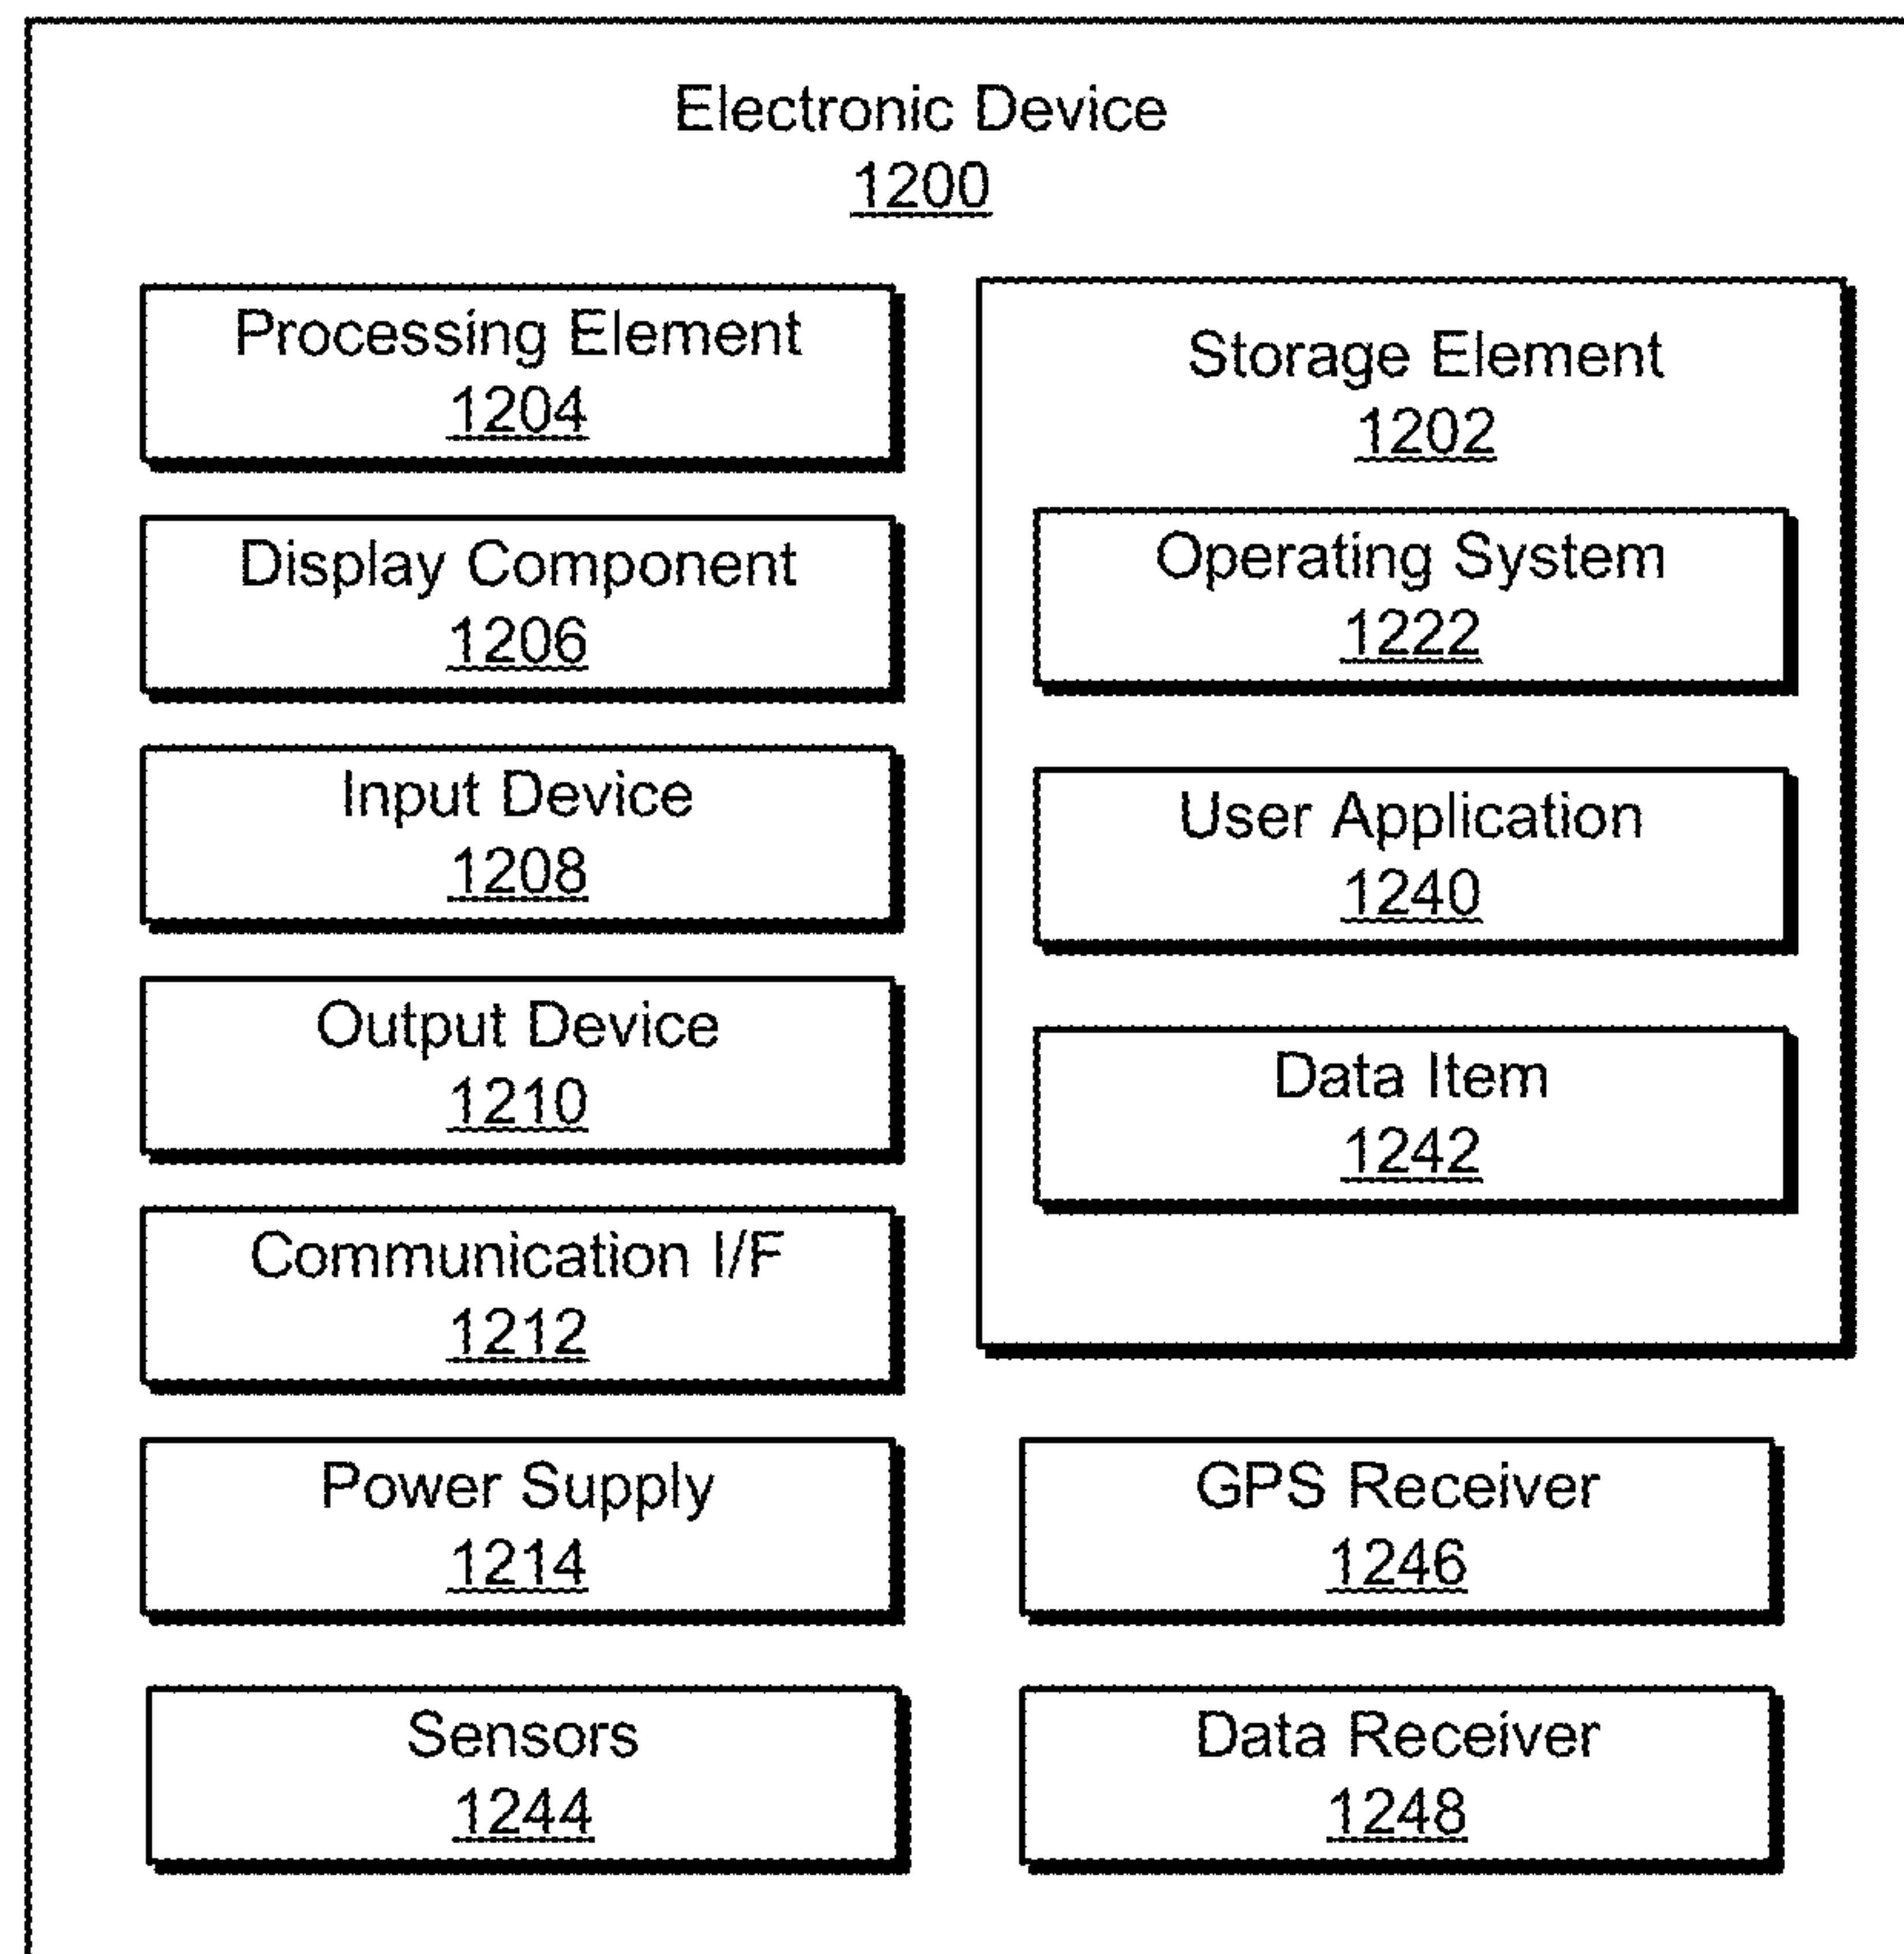 Electronic Device
1200
Processing Element
1204
Display Component
1206
Input Device
1208
Output Device
1210
Communication I/F
1212
Power Supply
1214
Sensors
1244
Storage Element
1202
Operating System
1222
User Application
1240
Data Item
1242
GPS Receiver
1246
Data Receiver
1248